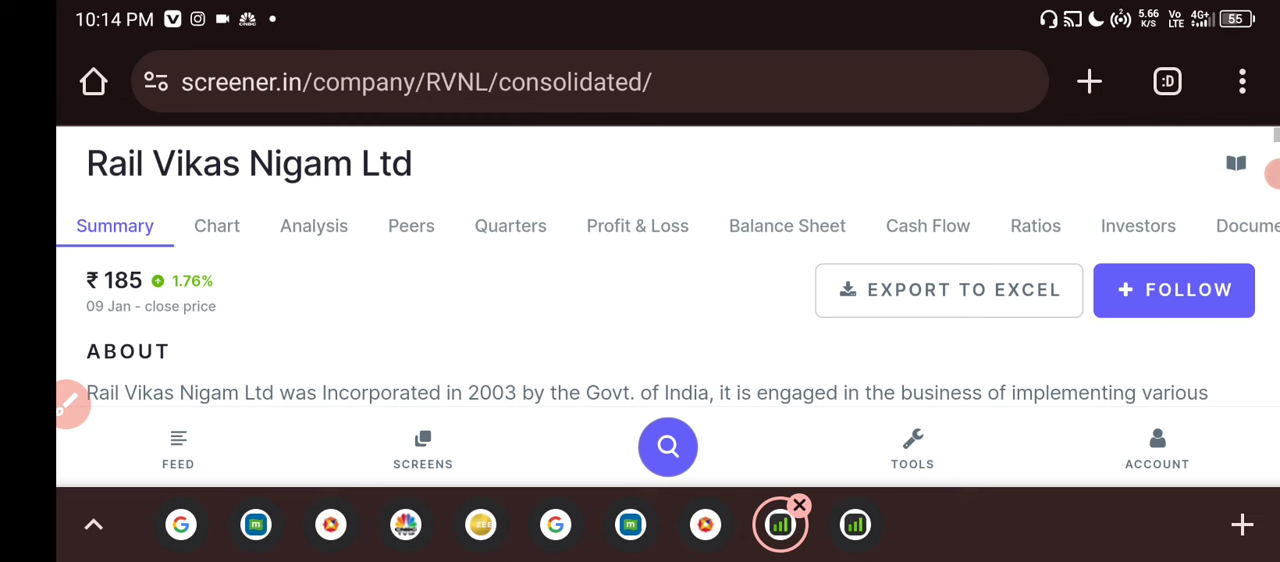 10:14 PM
5.66 K/S
Vo LTE
4G+
55
screener.in/company/RVNL/consolidated/
:D
Rail Vikas Nigam Ltd
Summary Chart Analysis Peers Quarters Profit & Loss Balance Sheet Cash Flow Ratios Investors Docume
₹ 185 1.76%
09 Jan - close price
EXPORT TO EXCEL
+ FOLLOW
ABOUT
Rail Vikas Nigam Ltd was Incorporated in 2003 by the Govt. of India, it is engaged in the business of implementing various
FEED SCREENS TOOLS ACCOUNT